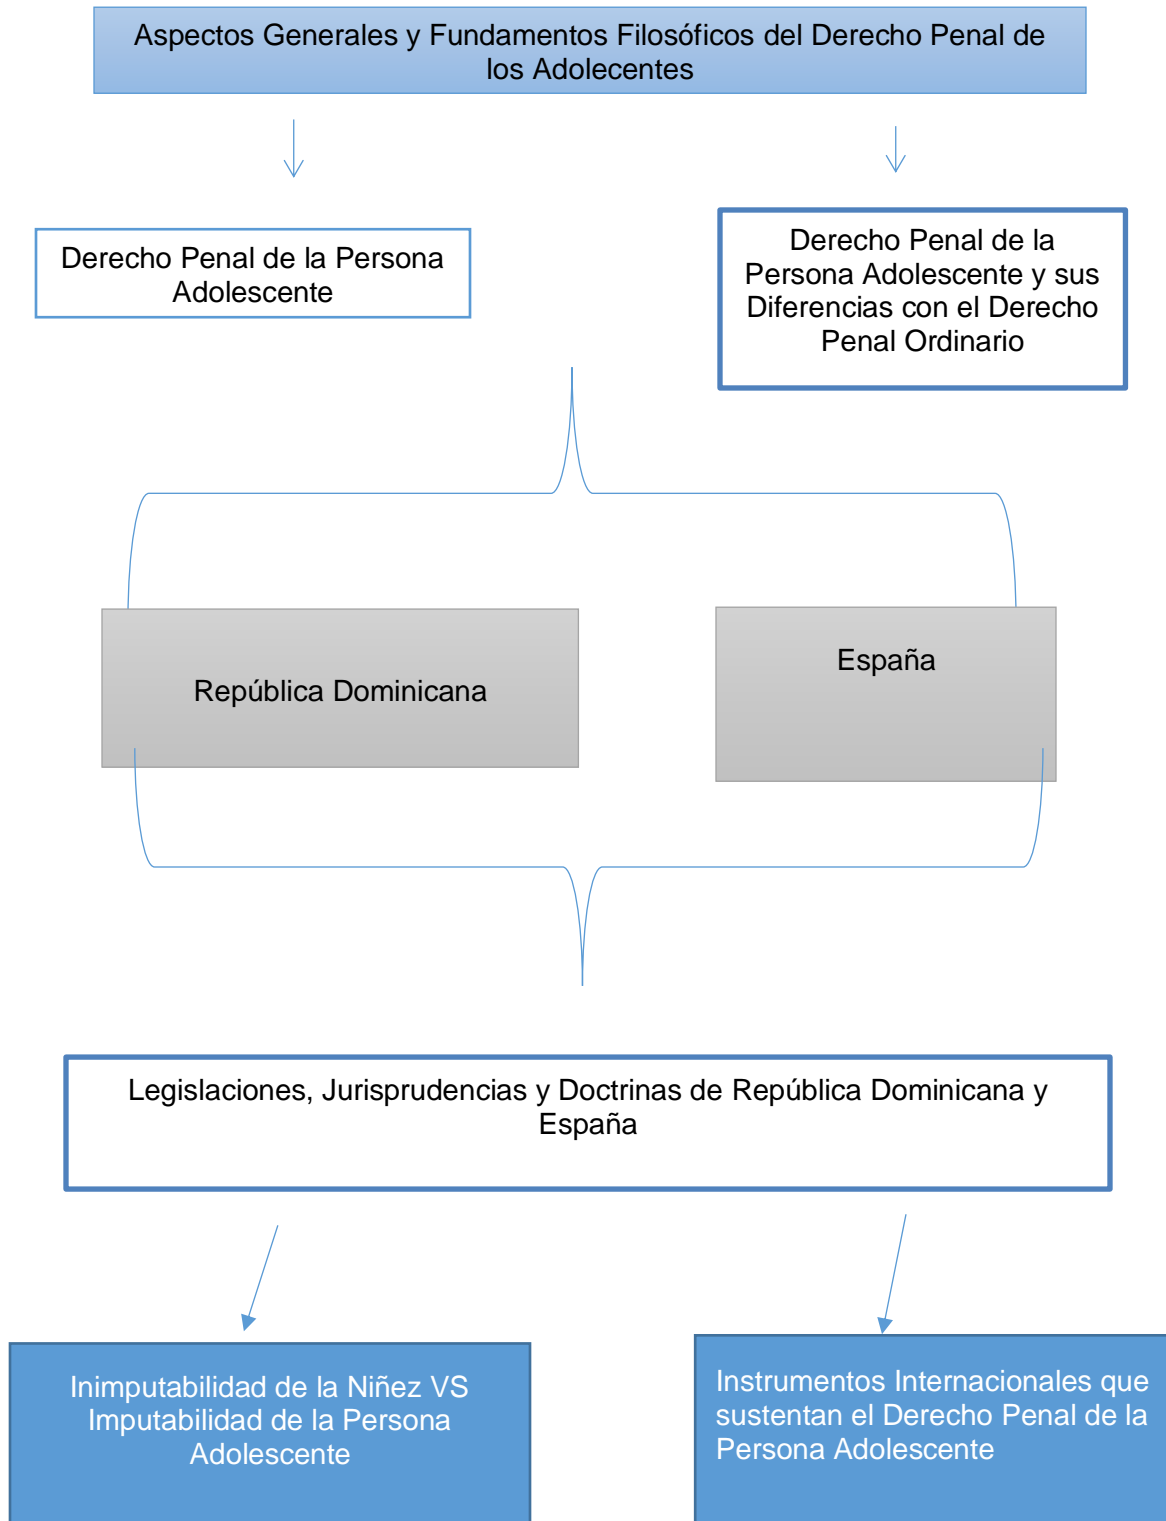 Aspectos Generales y Fundamentos Filosóficos del Derecho Penal de
los Adolecentes
Derecho Penal de la Persona
Adolescente
Derecho Penal de la
Persona Adolescente y sus
Diferencias con el Derecho
Penal Ordinario
República Dominicana
España
Legislaciones, Jurisprudencias y Doctrinas de República Dominicana y
España
Inimputabilidad de la Niñez VS
Imputabilidad de la Persona
Adolescente
Instrumentos Internacionales que
sustentan el Derecho Penal de la
Persona Adolescente